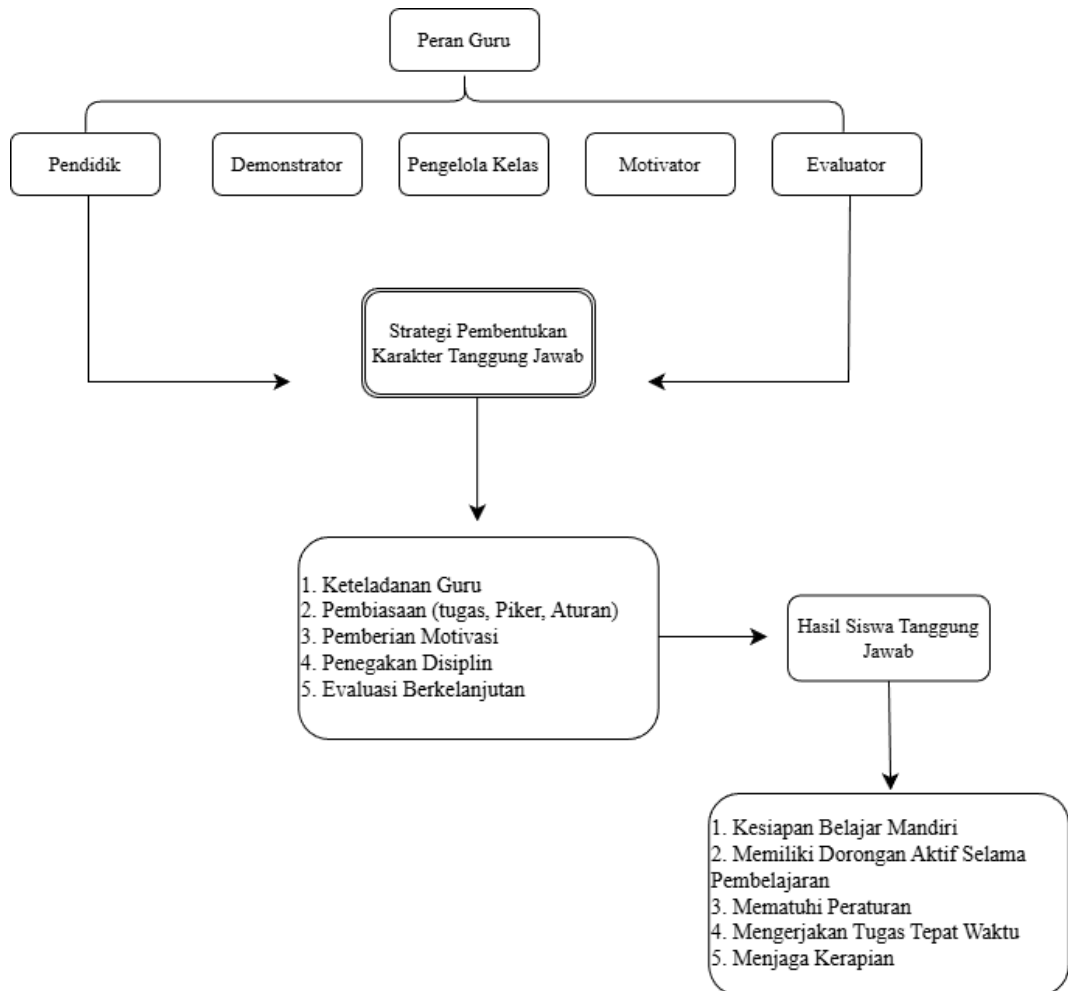 Peran Guru
Pendidik
Demonstrator
Pengelola Kelas
Motivator
Evaluator
Strategi Pembentukan
Karakter Tanggung Jawab
1. Keteladanan Guru
2. Pembiasaan (tugas, Piker, Aturan)
3. Pemberian Motivasi
4. Penegakan Disiplin
5. Evaluasi Berkelanjutan
Hasil Siswa Tanggung
Jawab
1. Kesiapan Belajar Mandiri
2. Memiliki Dorongan Aktif Selama
Pembelajaran
3. Mematuhi Peraturan
4. Mengerjakan Tugas Tepat Waktu
5. Menjaga Kerapian